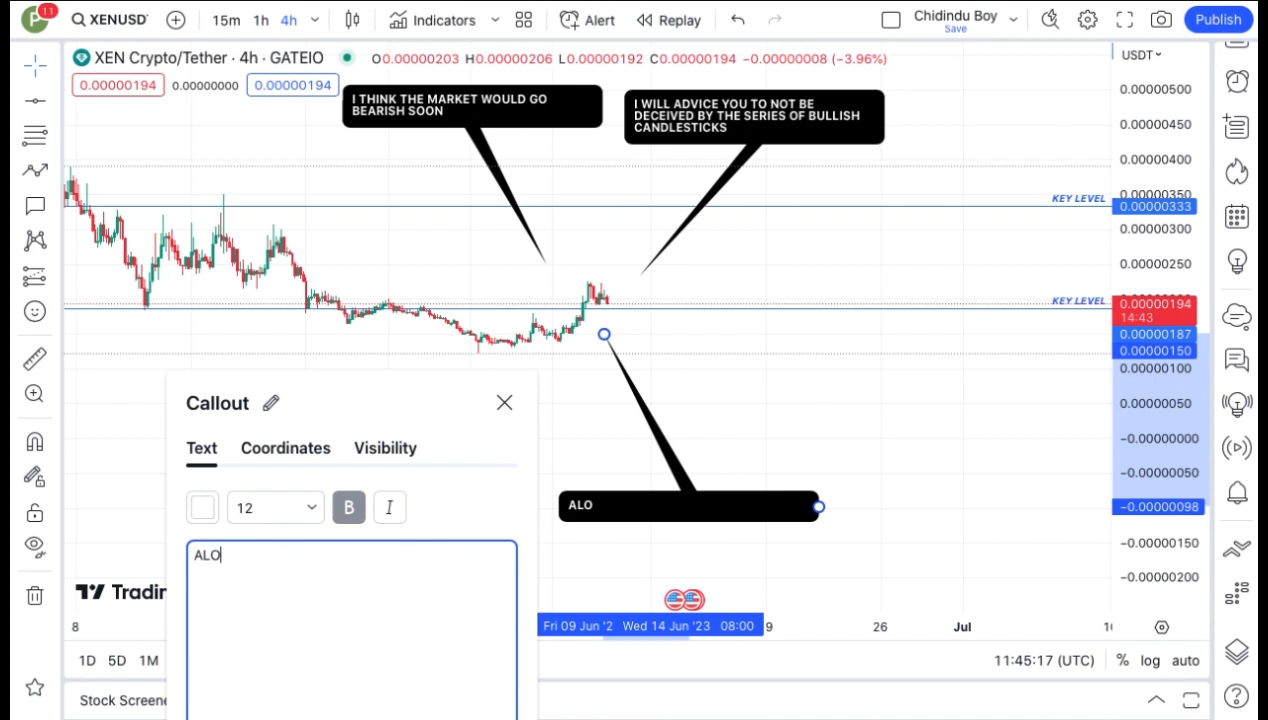 P
11
XENUSD
15m 1h 4h
Indicators
Alert
Replay
Chidindu Boy
Save
Publish
XEN Crypto/Tether · 4h · GATEIO
O0.00000203 H0.00000206 L0.00000192 C0.00000194 −0.00000008 (−3.96%)
0.00000194
0.00000000
0.00000194
USDT
I THINK THE MARKET WOULD GO
BEARISH SOON
I WILL ADVICE YOU TO NOT BE
DECEIVED BY THE SERIES OF BULLISH
CANDLESTICKS
0.00000500
0.00000450
0.00000400
0.00000350
KEY LEVEL
0.00000333
0.00000300
0.00000250
KEY LEVEL
0.00000194
14:43
0.00000187
0.00000150
0.00000100
0.00000050
−0.00000000
−0.00000050
−0.00000098
−0.00000150
−0.00000200
Callout
Text Coordinates Visibility
12
B I
ALO
ALO
Tradin
8
Fri 09 Jun '2
Wed 14 Jun '23 08:00
9
26
Jul
1D 5D 1M
11:45:17 (UTC)
% log auto
Stock Screene